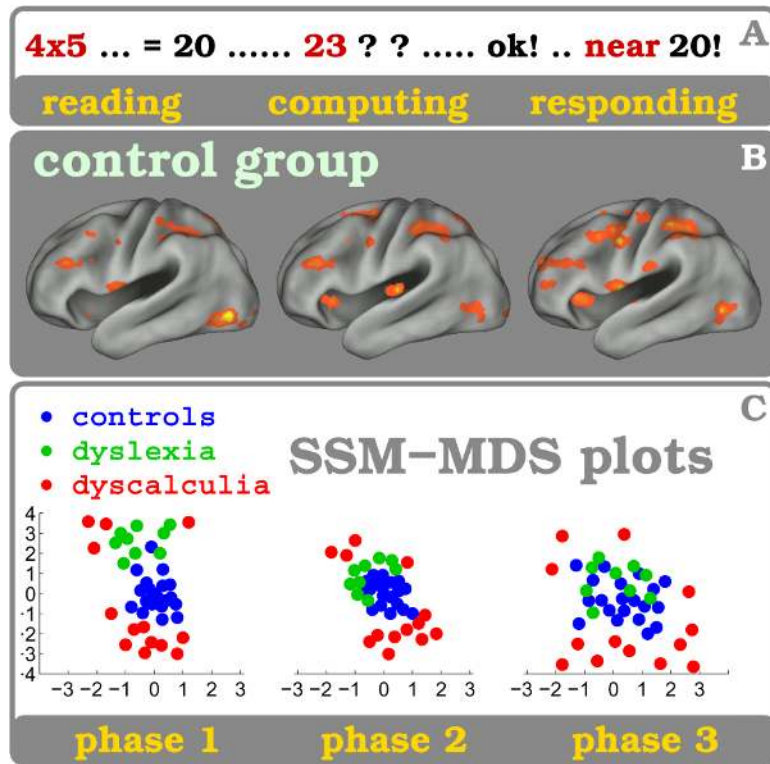 A
4x5 ... = 20 ...... 23 ? ? ..... ok! .. near 20!
reading computing responding
control group
B
C
controls
dyslexia
dyscalculia
SSM-MDS plots
4
3
2
1
0
-1
-2
-3
-4
−3 −2 −1 0 1 2 3
−3 −2 −1 0 1 2 3
−3 −2 −1 0 1 2 3
phase 1 phase 2 phase 3